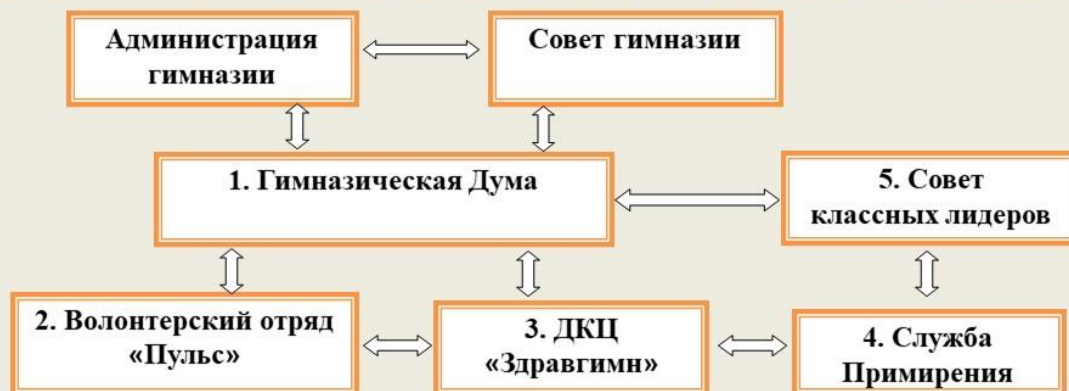 Администрация
гимназии
Совет гимназии
1. Гимназическая Дума
5. Совет
классных лидеров
2. Волонтерский отряд
«Пульс»
3. ДКЦ
«Здравгимн»
4. Служба
Примирения